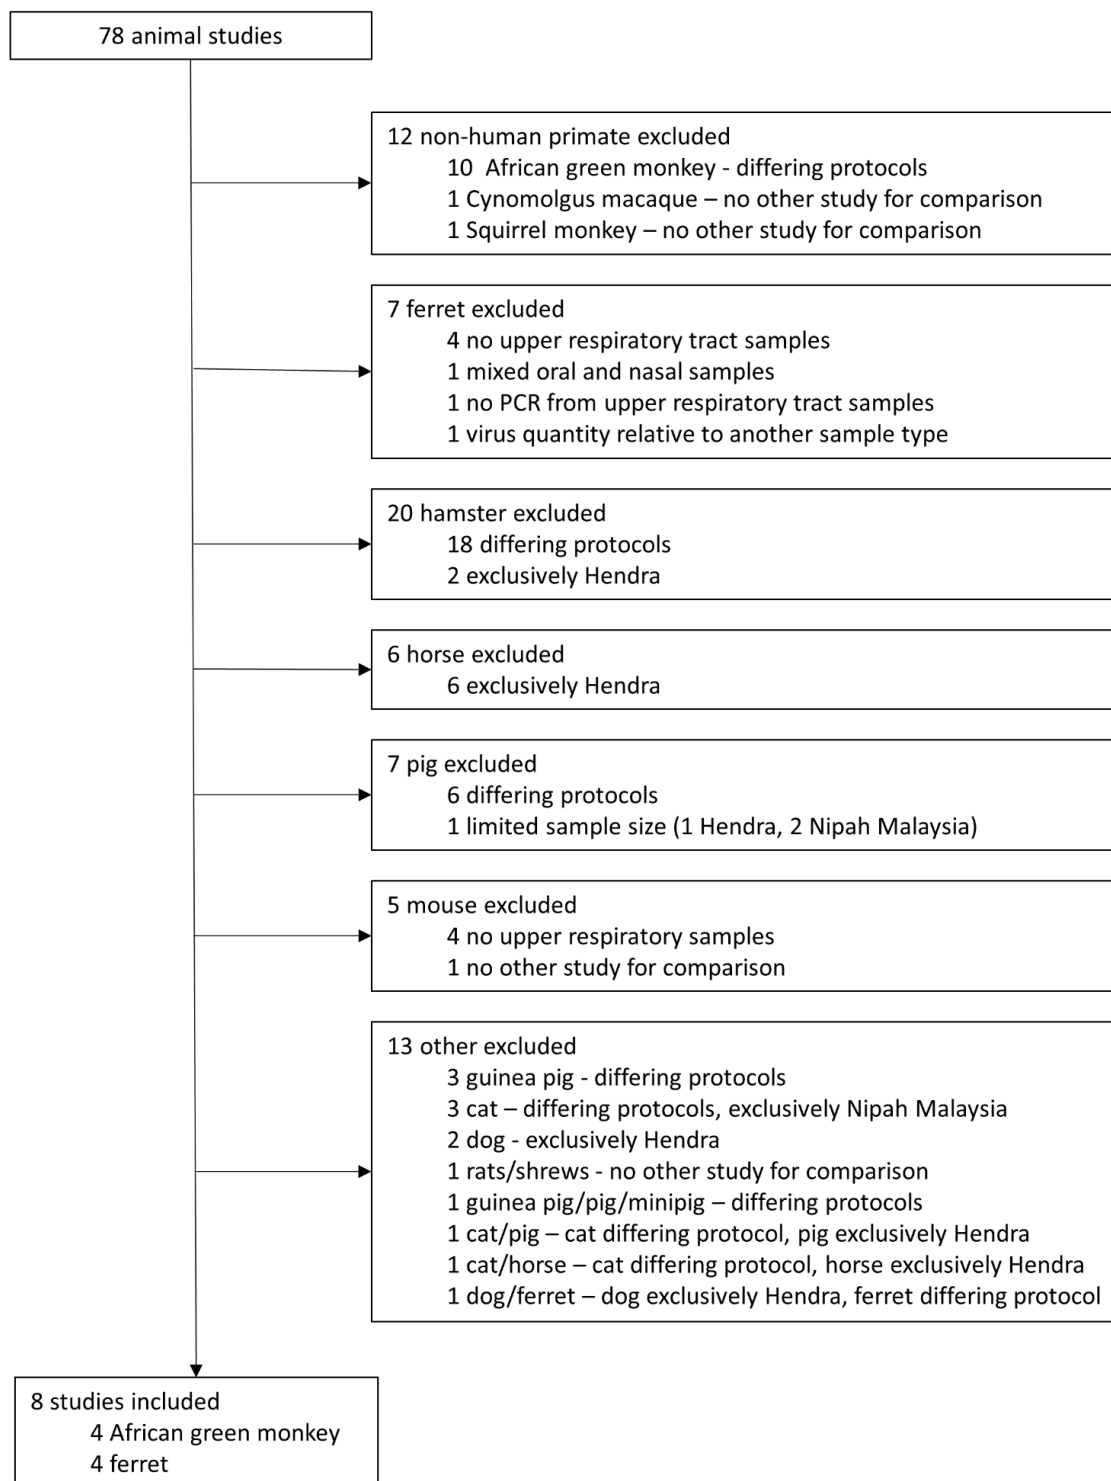 78 animal studies
12 non-human primate excluded
10  African green monkey - differing protocols
1 Cynomolgus macaque – no other study for comparison
1 Squirrel monkey – no other study for comparison
7 ferret excluded
4 no upper respiratory tract samples
1 mixed oral and nasal samples
1 no PCR from upper respiratory tract samples
1 virus quantity relative to another sample type
20 hamster excluded
18 differing protocols
2 exclusively Hendra
6 horse excluded
6 exclusively Hendra
7 pig excluded
6 differing protocols
1 limited sample size (1 Hendra, 2 Nipah Malaysia)
5 mouse excluded
4 no upper respiratory samples
1 no other study for comparison
13 other excluded
3 guinea pig - differing protocols
3 cat – differing protocols, exclusively Nipah Malaysia
2 dog - exclusively Hendra
1 rats/shrews - no other study for comparison
1 guinea pig/pig/minipig – differing protocols
1 cat/pig – cat differing protocol, pig exclusively Hendra
1 cat/horse – cat differing protocol, horse exclusively Hendra
1 dog/ferret – dog exclusively Hendra, ferret differing protocol
8 studies included
4 African green monkey
4 ferret